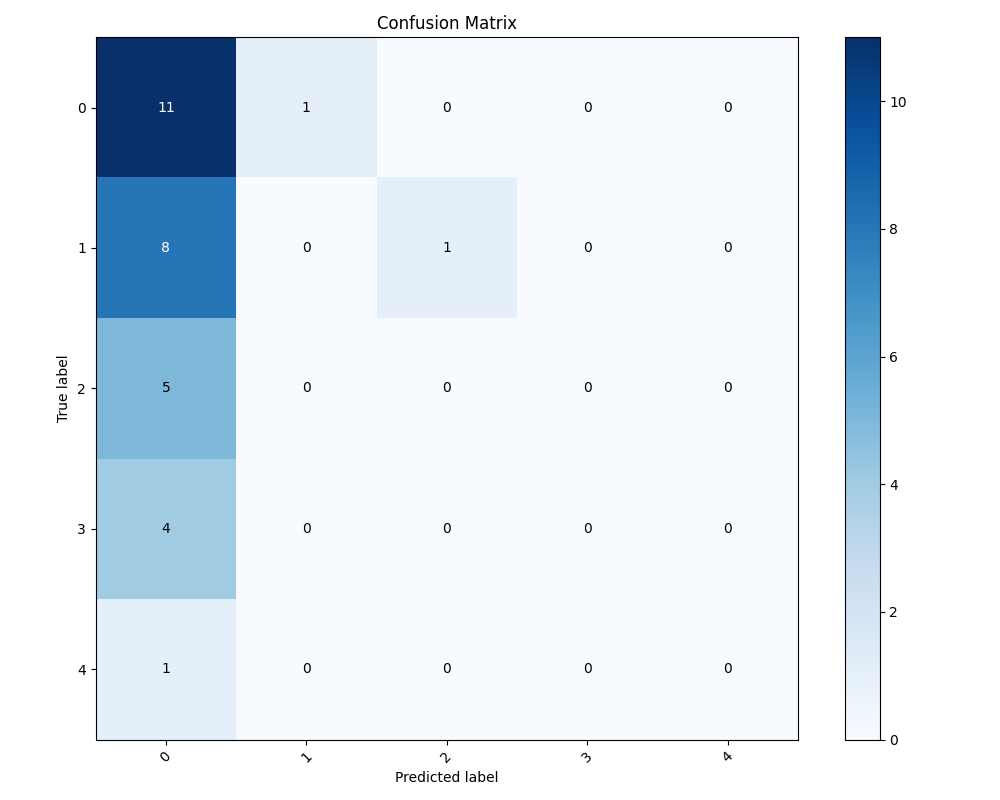 Confusion Matrix
0 11 1 0 0 0
1 8 0 1 0 0
2 5 0 0 0 0
3 4 0 0 0 0
4 1 0 0 0 0
0 1 2 3 4
True label
Predicted label
10
8
6
4
2
0